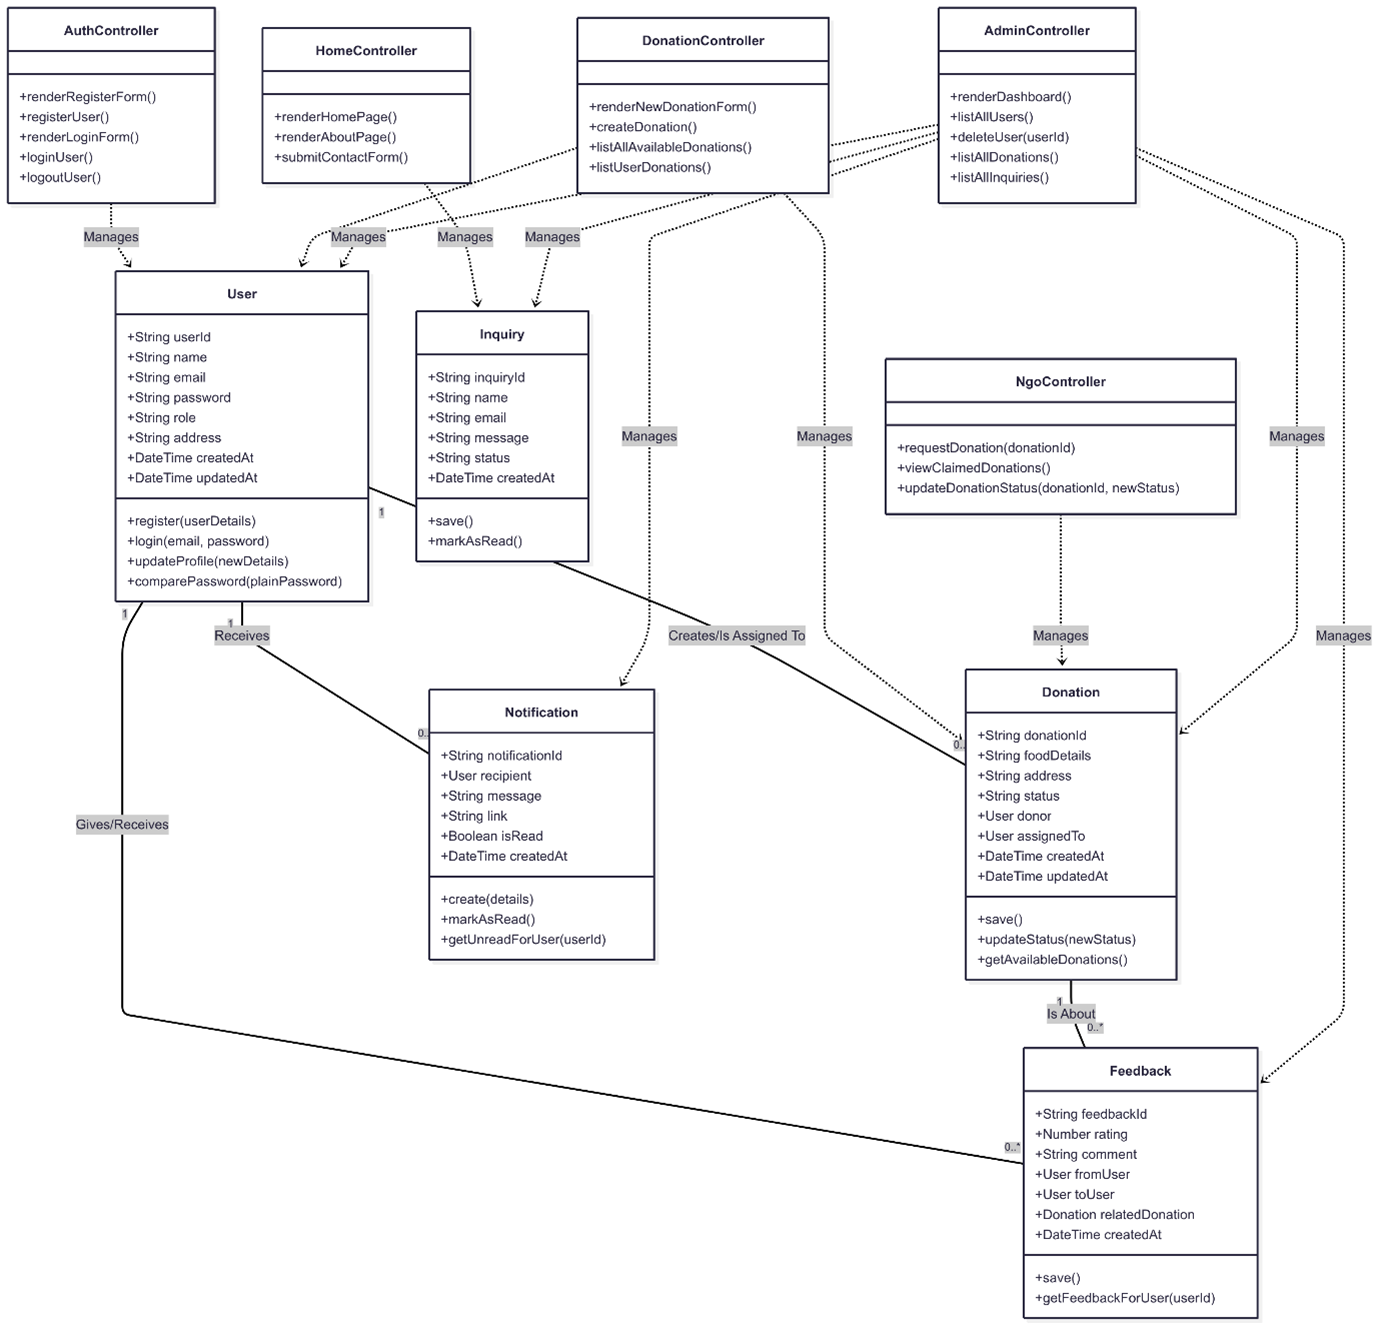 AuthController
+renderRegisterForm()
+registerUser()
+renderLoginForm()
+loginUser()
+logoutUser()
HomeController
+renderHomePage()
+renderAboutPage()
+submitContactForm()
DonationController
+renderNewDonationForm()
+createDonation()
+listAllAvailableDonations()
+listUserDonations()
AdminController
+renderDashboard()
+listAllUsers()
+deleteUser(userId)
+listAllDonations()
+listAllInquiries()
Manages
Manages
Manages
Manages
User
+String userId
+String name
+String email
+String password
+String role
+String address
+DateTime createdAt
+DateTime updatedAt
+register(userDetails)
+login(email, password)
+updateProfile(newDetails)
+comparePassword(plainPassword)
Inquiry
+String inquiryId
+String name
+String email
+String message
+String status
+DateTime createdAt
+save()
+markAsRead()
NgoController
+requestDonation(donationId)
+viewClaimedDonations()
+updateDonationStatus(donationId, newStatus)
Manages
Manages
Manages
1
1
1
Receives
Creates/Is Assigned To
Manages
Manages
Notification
+String notificationId
+User recipient
+String message
+String link
+Boolean isRead
+DateTime createdAt
+create(details)
+markAsRead()
+getUnreadForUser(userId)
0..
0..
Donation
+String donationId
+String foodDetails
+String address
+String status
+User donor
+User assignedTo
+DateTime createdAt
+DateTime updatedAt
+save()
+updateStatus(newStatus)
+getAvailableDonations()
Gives/Receives
1
Is About
0..*
Feedback
+String feedbackId
+Number rating
+String comment
+User fromUser
+User toUser
+Donation relatedDonation
+DateTime createdAt
+save()
+getFeedbackForUser(userId)
0..*